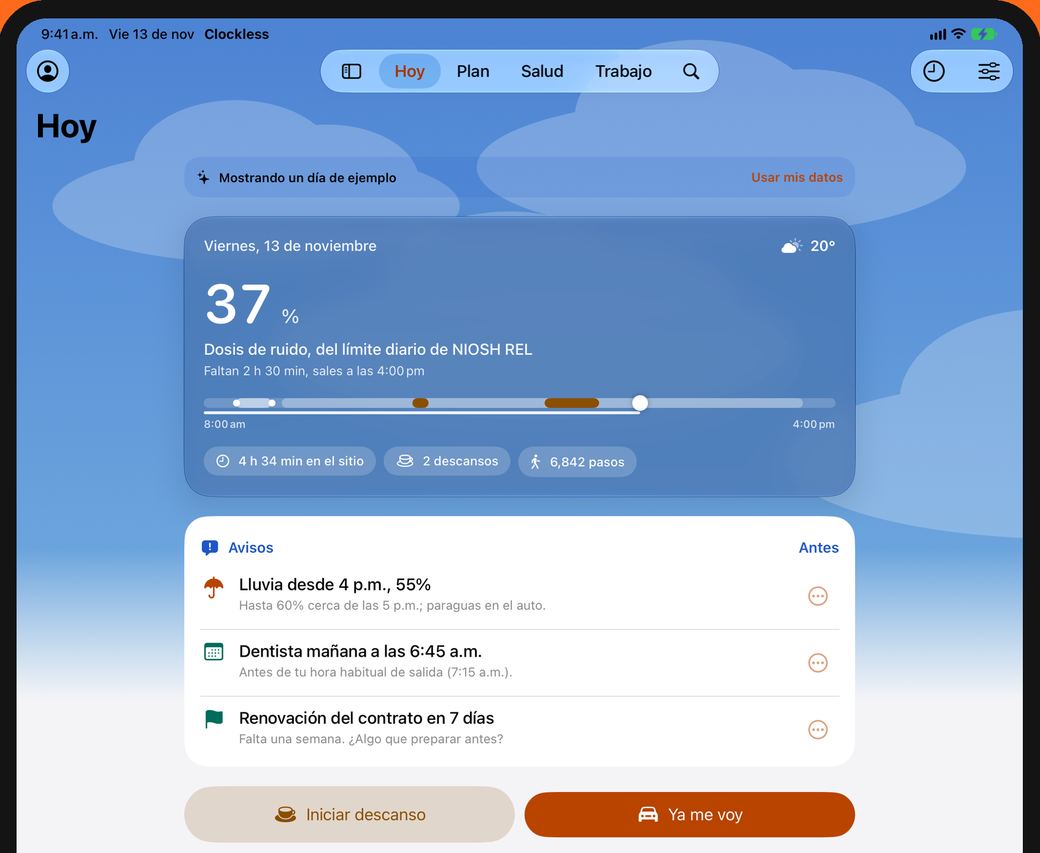 9:41 a.m. Vie 13 de nov Clockless
Hoy Plan Salud Trabajo
Hoy
Mostrando un día de ejemplo Usar mis datos
Viernes, 13 de noviembre 20°
37 %
Dosis de ruido, del límite diario de NIOSH REL
Faltan 2 h 30 min, sales a las 4:00 pm
8:00 am 4:00 pm
4 h 34 min en el sitio 2 descansos 6,842 pasos
Avisos Antes
Lluvia desde 4 p.m., 55%
Hasta 60% cerca de las 5 p.m.; paraguas en el auto.
Dentista mañana a las 6:45 a.m.
Antes de tu hora habitual de salida (7:15 a.m.).
Renovación del contrato en 7 días
Falta una semana. ¿Algo que preparar antes?
Iniciar descanso Ya me voy